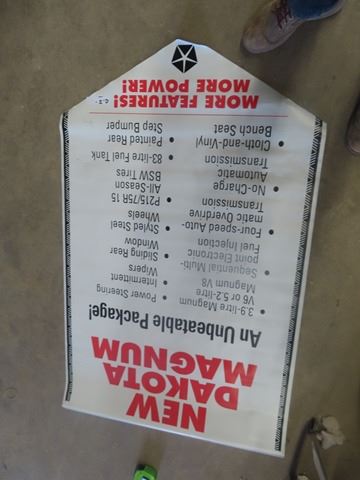 NEW
DAKOTA
MAGNUM
An Unbeatable Package!
• 3.9-litre Magnum
V6 or 5.2-litre
Magnum V8
• Sequential Multi-
point Electronic
Fuel Injection
• Four-speed Auto-
matic Overdrive
Transmission
• No-Charge
Automatic
Transmission
• Cloth-and-Vinyl
Bench Seat
• Power Steering
• Intermittent
Wipers
• Sliding Rear
Window
• Styled Steel
Wheels
• P215/75R 15
All-Season
BSW Tires
• 83-litre Fuel Tank
• Painted Rear
Step Bumper
MORE FEATURES!
MORE POWER!